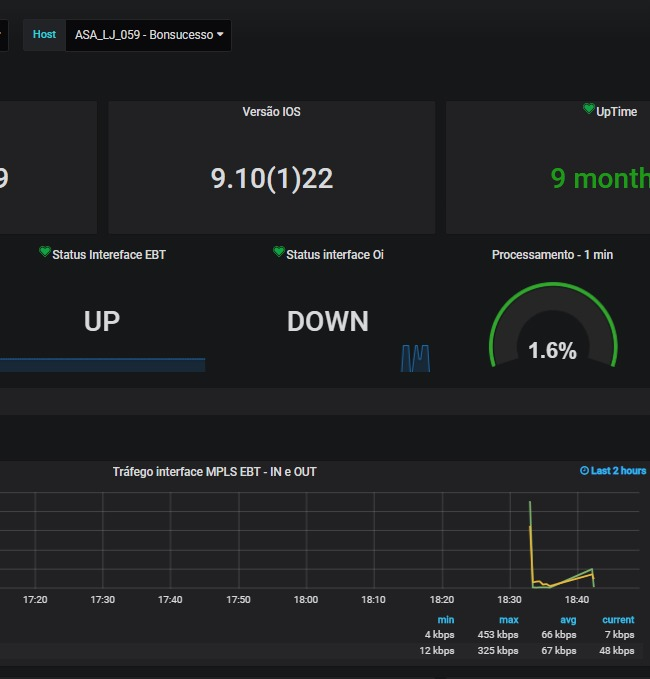 Host ASA_LJ_059 - Bonsucesso
Versão IOS
UpTime
9
9.10(1)22
9 month
Status Intereface EBT
Status interface Oi
Processamento - 1 min
UP
DOWN
1.6%
Tráfego interface MPLS EBT - IN e OUT
Last 2 hours
17:20 17:30 17:40 17:50 18:00 18:10 18:20 18:30 18:40
min max avg current
4 kbps 453 kbps 66 kbps 7 kbps
12 kbps 325 kbps 67 kbps 48 kbps